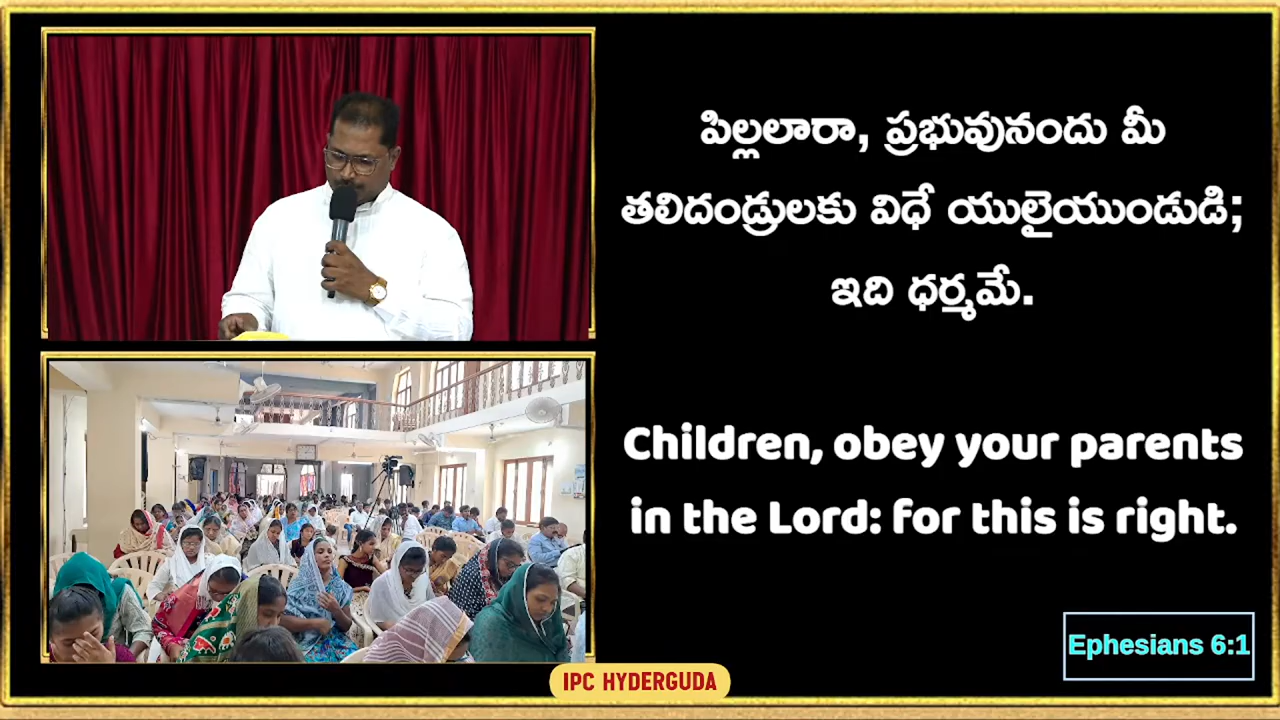 పిల్లలారా, ప్రభువునందు మీ
తలిదండ్రులకు విధే యులైయుండుడి;
ఇది ధర్మమే.
Children, obey your parents
in the Lord: for this is right.
Ephesians 6:1
IPC HYDERGUDA